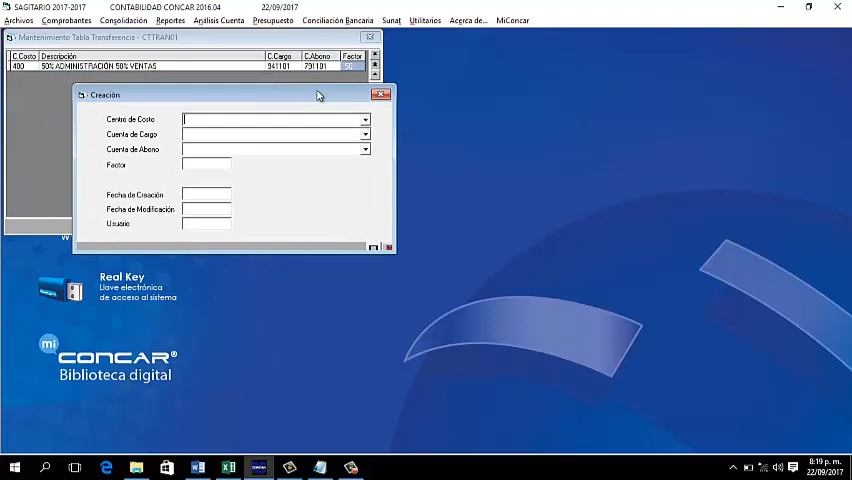 SAGITARIO 2017-2017 CONTABILIDAD CONCAR 2016.04 22/09/2017
Archivos Comprobantes Consolidación Reportes Análisis Cuenta Presupuesto Conciliación Bancaria Sunat Utilitarios Acerca de... MiConcar
Mantenimiento Tabla Transferencia - CTTRAN01
C.Costo Descripción C.Cargo C.Abono Factor
400 50% ADMINISTRACIÓN 50% VENTAS 941101 791101 50
Creación
Centro de Costo
Cuenta de Cargo
Cuenta de Abono
Factor
Fecha de Creación
Fecha de Modificación
Usuario
Real Key
Llave electrónica
de acceso al sistema
mi
CONCAR®
Biblioteca digital
8:19 p. m.
22/09/2017